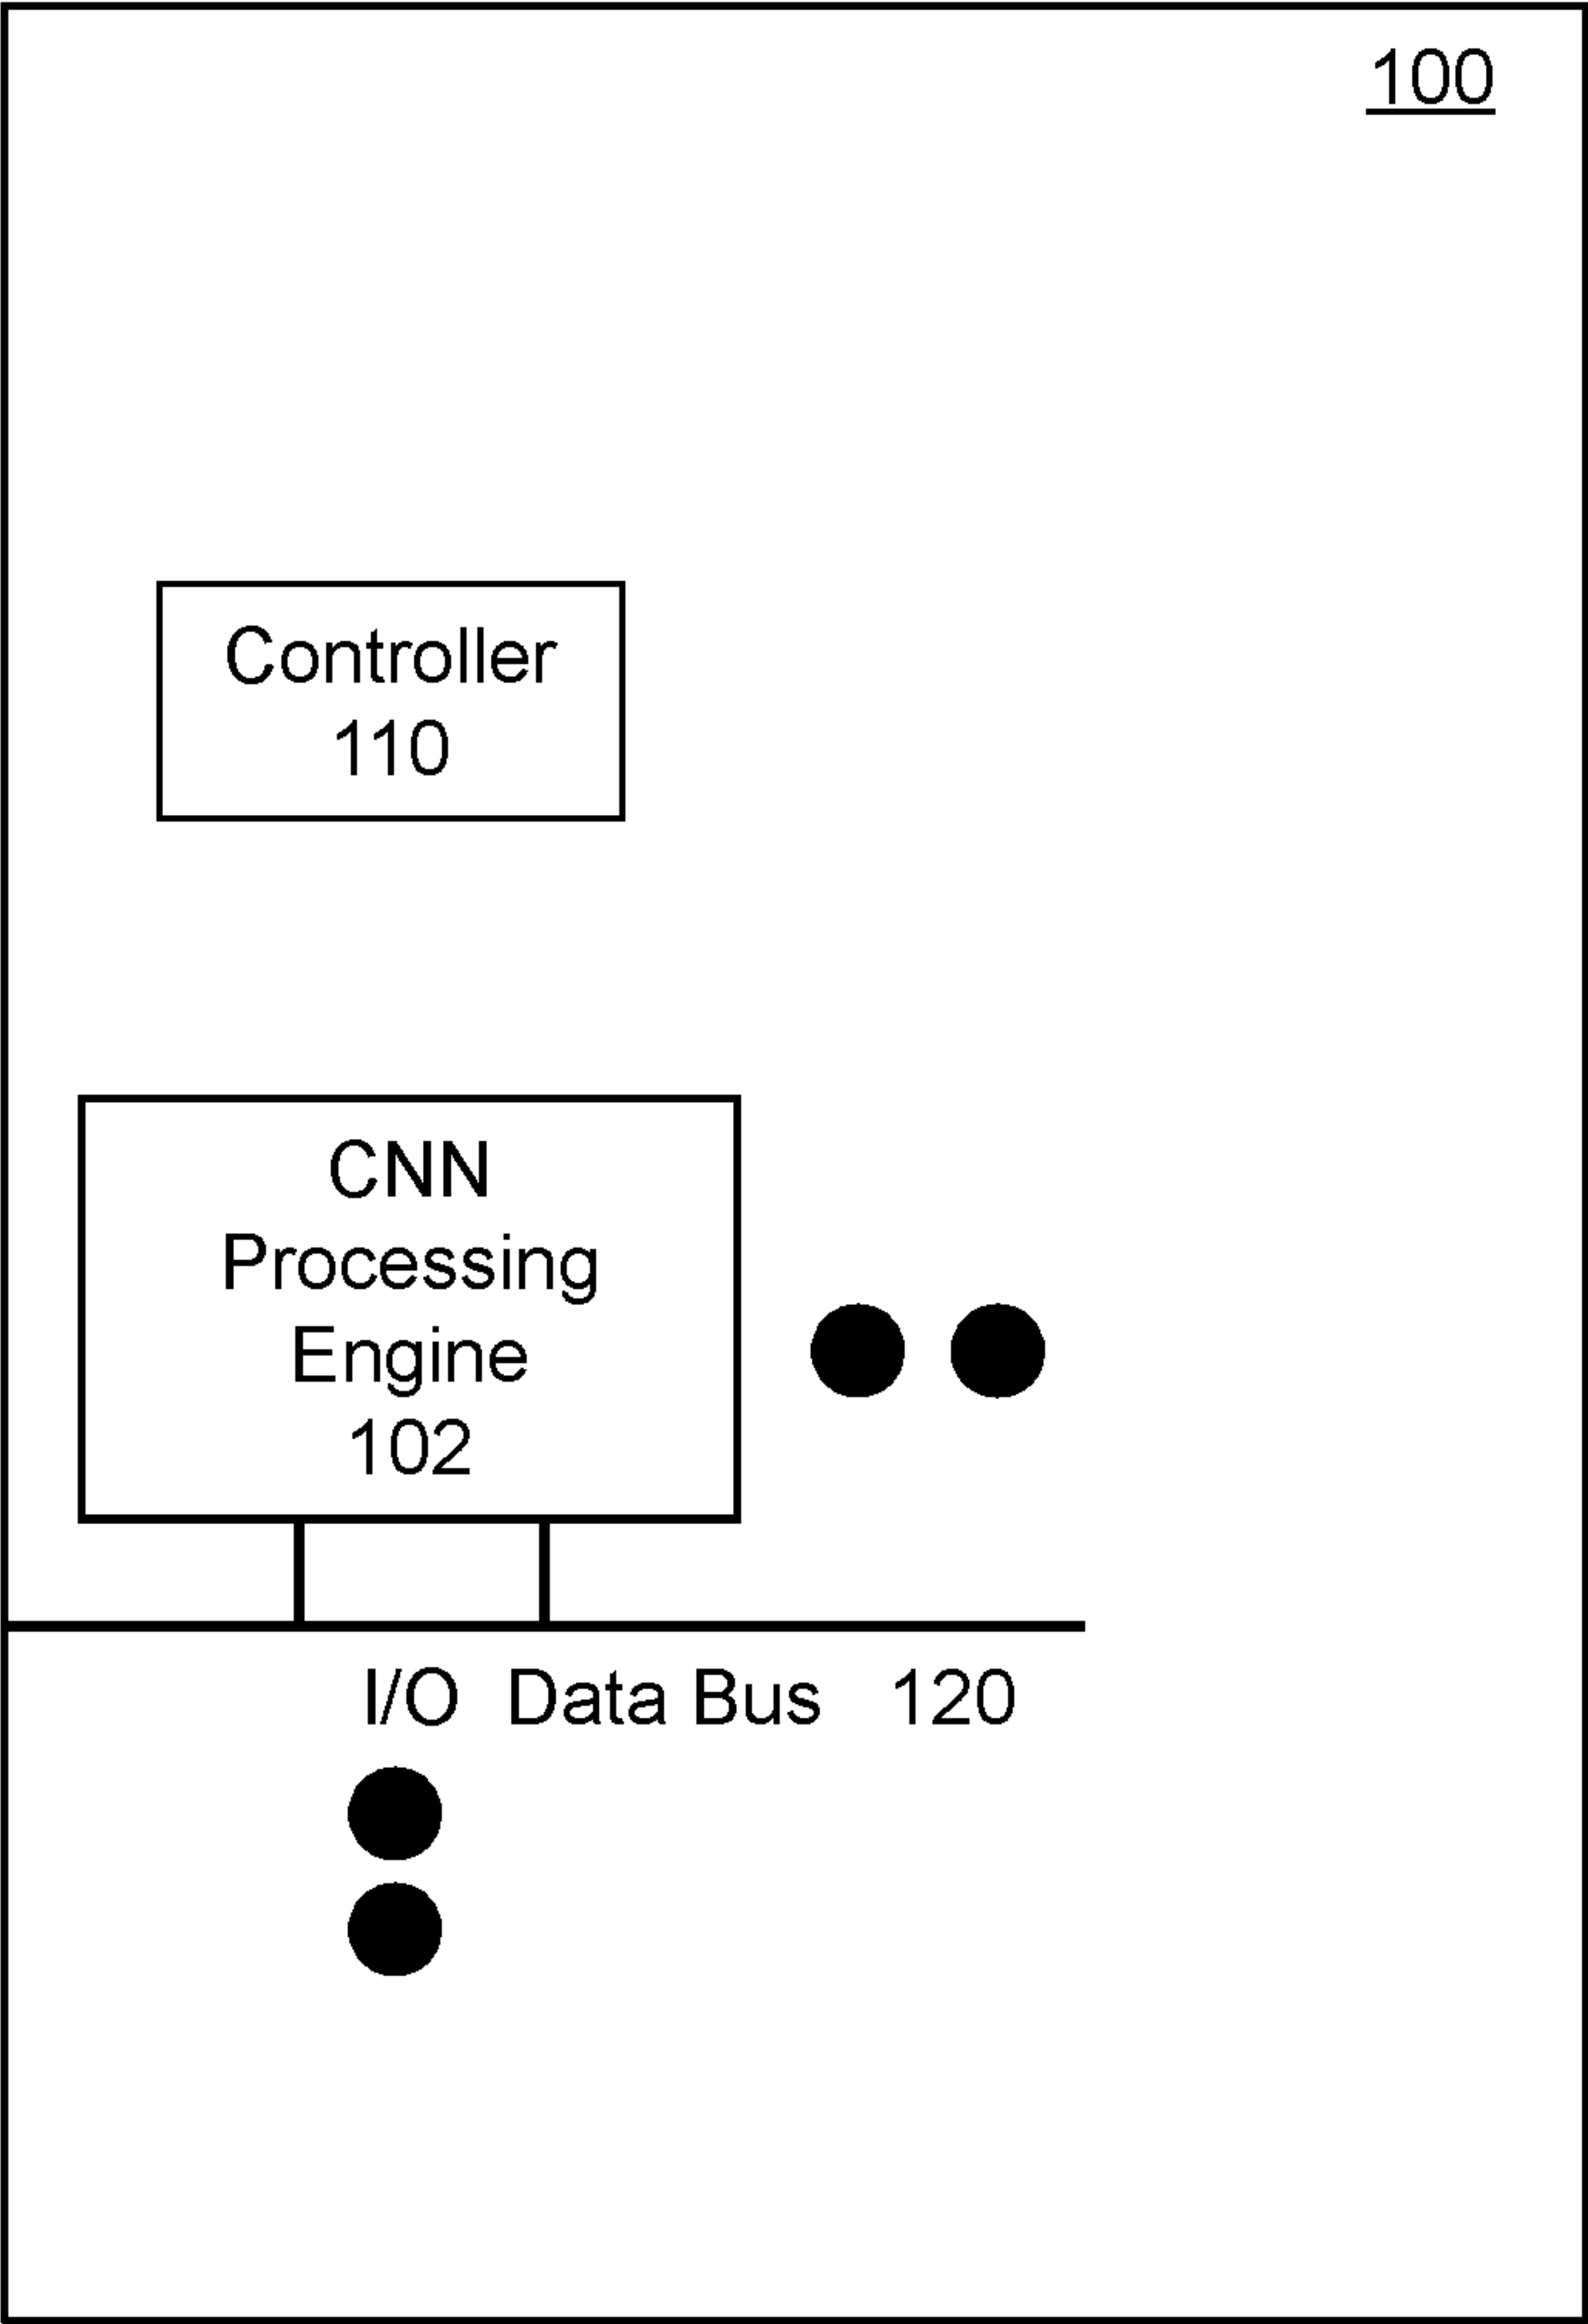 100
Controller
110
CNN
Processing
Engine
102
I/O Data Bus 120